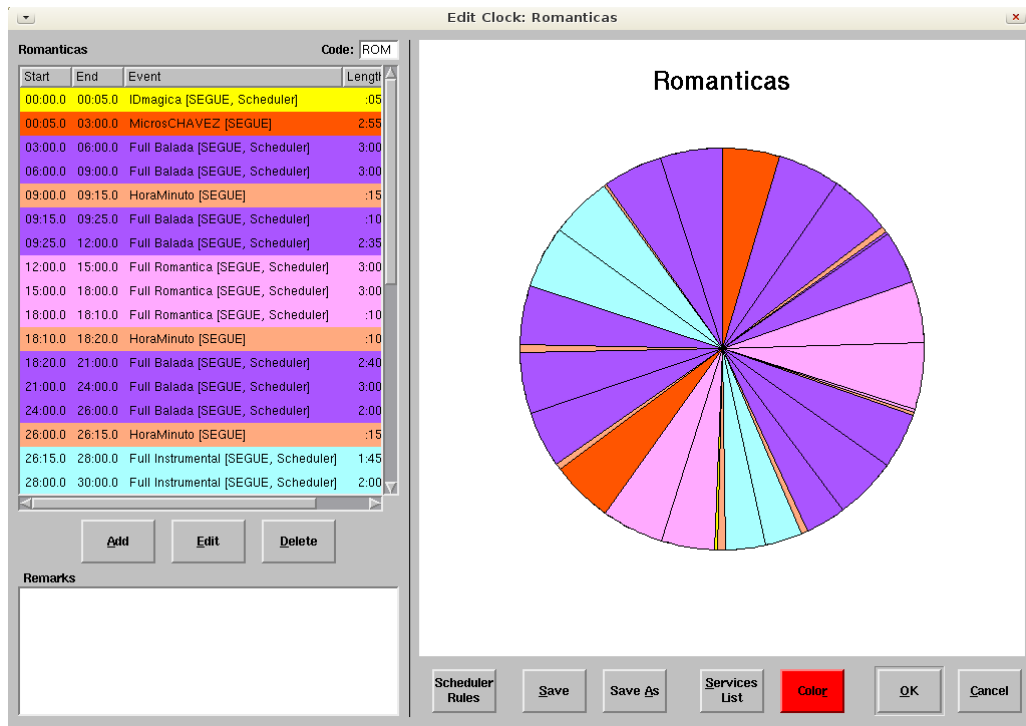 Edit Clock: Romanticas
Romanticas Code: ROM
Start End Event Length
00:00.0 00:05.0 IDmagica [SEGUE, Scheduler] :05
00:05.0 03:00.0 MicrosCHAVEZ [SEGUE] 2:55
03:00.0 06:00.0 Full Balada [SEGUE, Scheduler] 3:00
06:00.0 09:00.0 Full Balada [SEGUE, Scheduler] 3:00
09:00.0 09:15.0 HoraMinuto [SEGUE] :15
09:15.0 09:25.0 Full Balada [SEGUE, Scheduler] :10
09:25.0 12:00.0 Full Balada [SEGUE, Scheduler] 2:35
12:00.0 15:00.0 Full Romantica [SEGUE, Scheduler] 3:00
15:00.0 18:00.0 Full Romantica [SEGUE, Scheduler] 3:00
18:00.0 18:10.0 Full Romantica [SEGUE, Scheduler] :10
18:10.0 18:20.0 HoraMinuto [SEGUE] :10
18:20.0 21:00.0 Full Balada [SEGUE, Scheduler] 2:40
21:00.0 24:00.0 Full Balada [SEGUE, Scheduler] 3:00
24:00.0 26:00.0 Full Balada [SEGUE, Scheduler] 2:00
26:00.0 26:15.0 HoraMinuto [SEGUE] :15
26:15.0 28:00.0 Full Instrumental [SEGUE, Scheduler] 1:45
28:00.0 30:00.0 Full Instrumental [SEGUE, Scheduler] 2:00
Add Edit Delete
Remarks
Romanticas
Scheduler
Rules
Save Save As
Services
List
Color OK Cancel